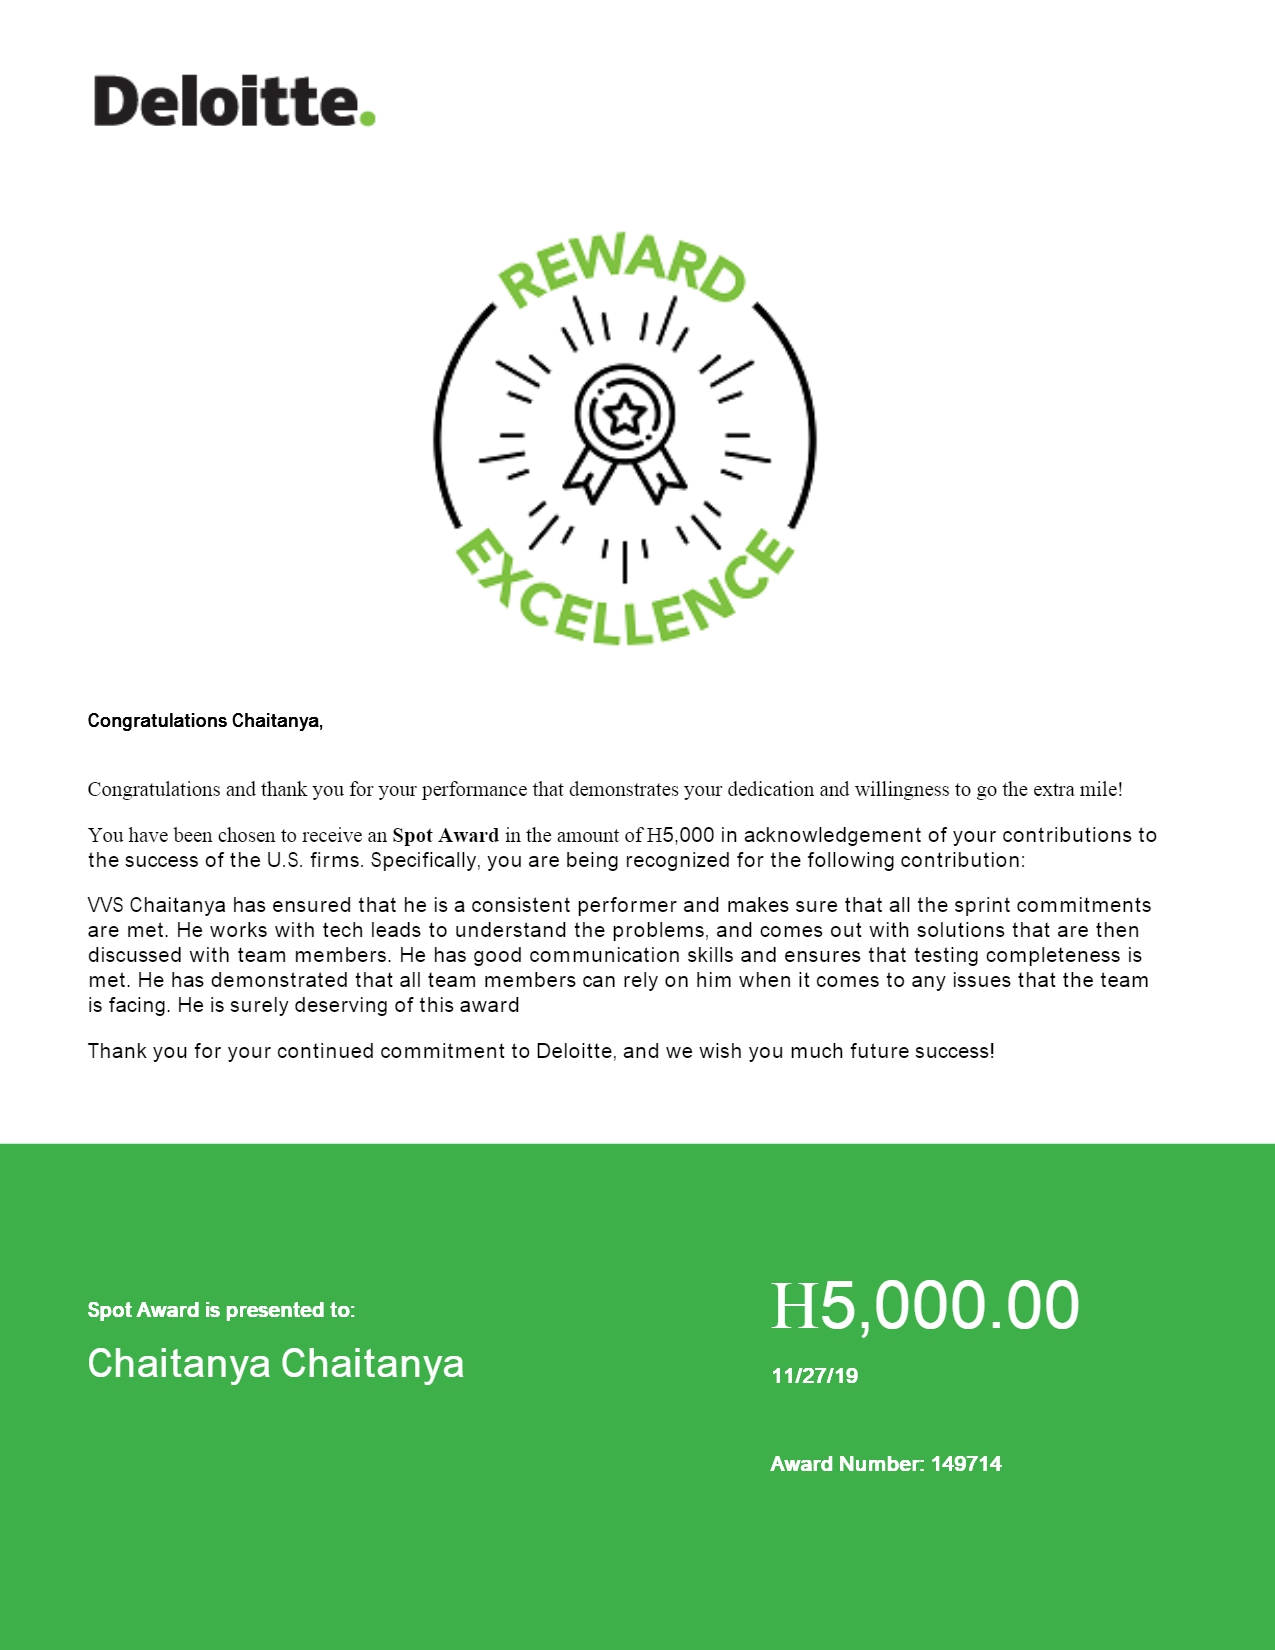 Deloitte.
REWARD
EXCELLENCE
Congratulations Chaitanya,
Congratulations and thank you for your performance that demonstrates your dedication and willingness to go the extra mile!
You have been chosen to receive an Spot Award in the amount of H5,000 in acknowledgement of your contributions to
the success of the U.S. firms. Specifically, you are being recognized for the following contribution:
VVS Chaitanya has ensured that he is a consistent performer and makes sure that all the sprint commitments
are met. He works with tech leads to understand the problems, and comes out with solutions that are then
discussed with team members. He has good communication skills and ensures that testing completeness is
met. He has demonstrated that all team members can rely on him when it comes to any issues that the team
is facing. He is surely deserving of this award
Thank you for your continued commitment to Deloitte, and we wish you much future success!
Spot Award is presented to:
Chaitanya Chaitanya
H5,000.00
11/27/19
Award Number: 149714